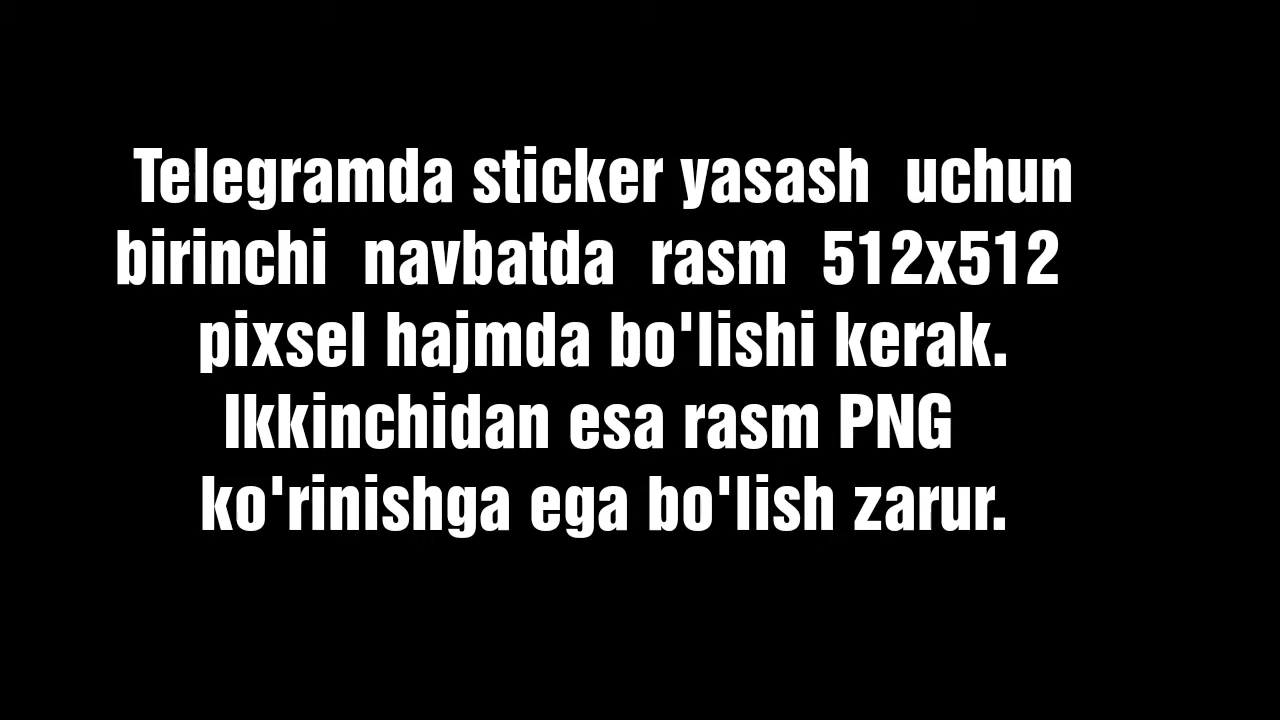 Telegramda sticker yasash uchun
birinchi navbatda rasm 512x512
pixsel hajmda bo'lishi kerak.
Ikkinchidan esa rasm PNG
ko'rinishga ega bo'lish zarur.